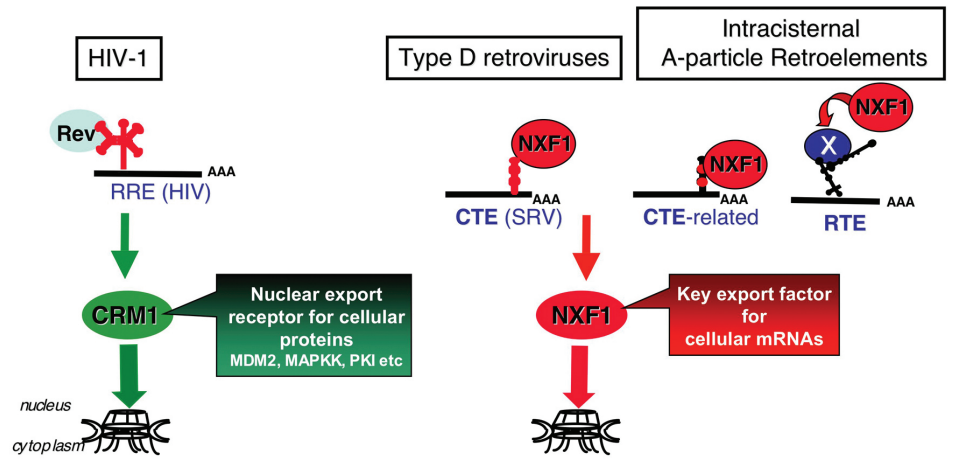 HIV-1
Type D retroviruses
Intracisternal
A-particle Retroelements
Rev
AAA
RRE (HIV)
NXF1
AAA
CTE (SRV)
NXF1
AAA
CTE-related
NXF1
X
AAA
RTE
CRM1
Nuclear export
receptor for cellular
proteins
MDM2, MAPKK, PKI etc
NXF1
Key export factor
for
cellular mRNAs
nucleus
cytoplasm